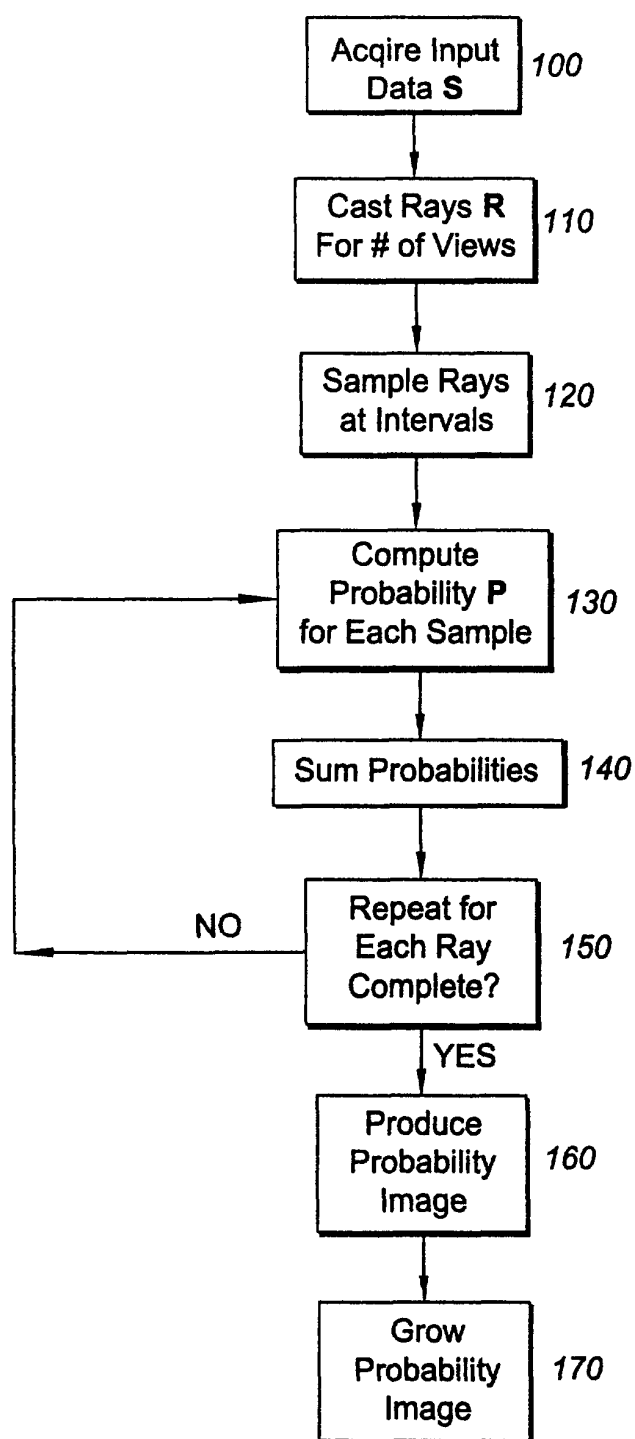 Acqire Input
Data S
100
Cast Rays R
For # of Views
110
Sample Rays
at Intervals
120
Compute
Probability P
for Each Sample
130
Sum Probabilities
140
Repeat for
Each Ray
Complete?
150
NO
YES
Produce
Probability
Image
160
Grow
Probability
Image
170